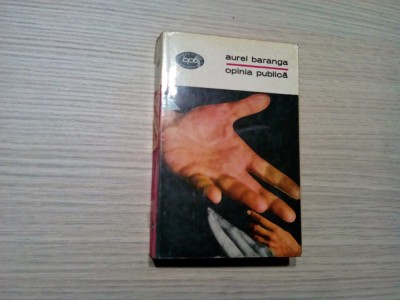 bpt
aurel baranga
opinia publică